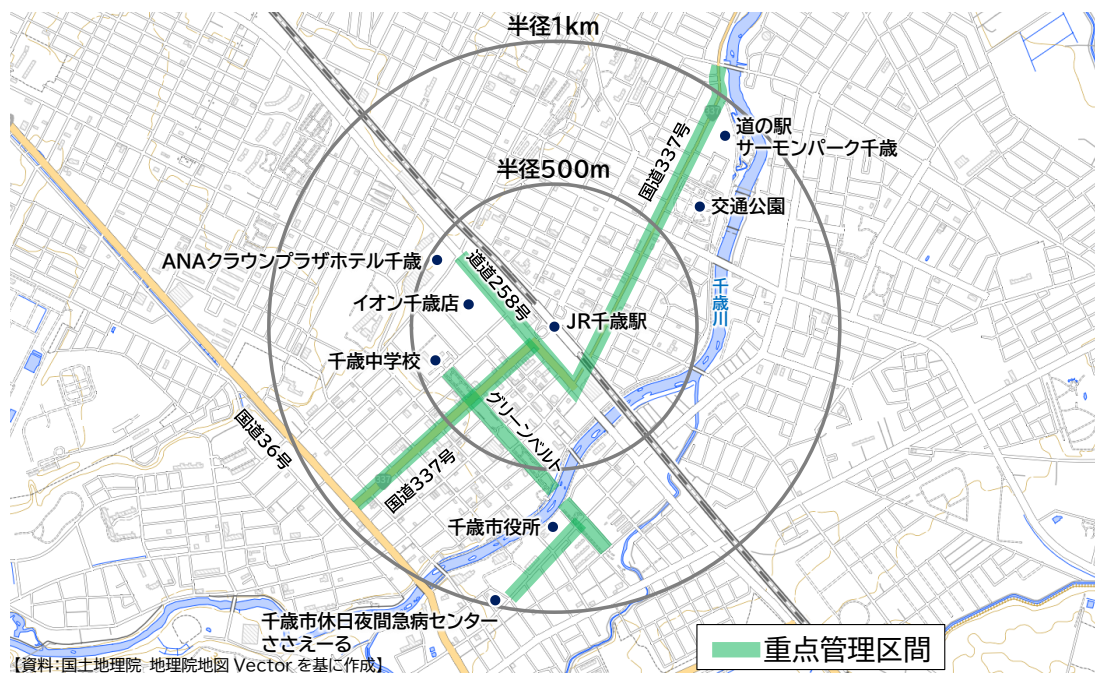 半径1km
337
道の駅
サーモンパーク千歳
国道337号
半径500m
交通公園
ANAクラウンプラザホテル千歳
道道258号
千歳川
イオン千歳店
JR千歳駅
千歳中学校
グリーンベルト
国道36号
337
国道337号
千歳市役所
千歳市休日夜間急病センター
ささえーる
重点管理区間
【資料：国土地理院 地理院地図 Vector を基に作成】